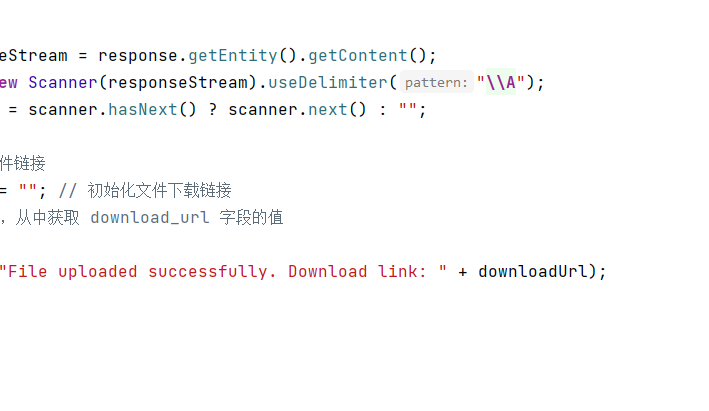 eStream = response.getEntity().getContent();
ew Scanner(responseStream).useDelimiter( pattern: "\\A");
= scanner.hasNext() ? scanner.next() : "";
件链接
= ""; // 初始化文件下载链接
，从中获取 download_url 字段的值
"File uploaded successfully. Download link: " + downloadUrl);